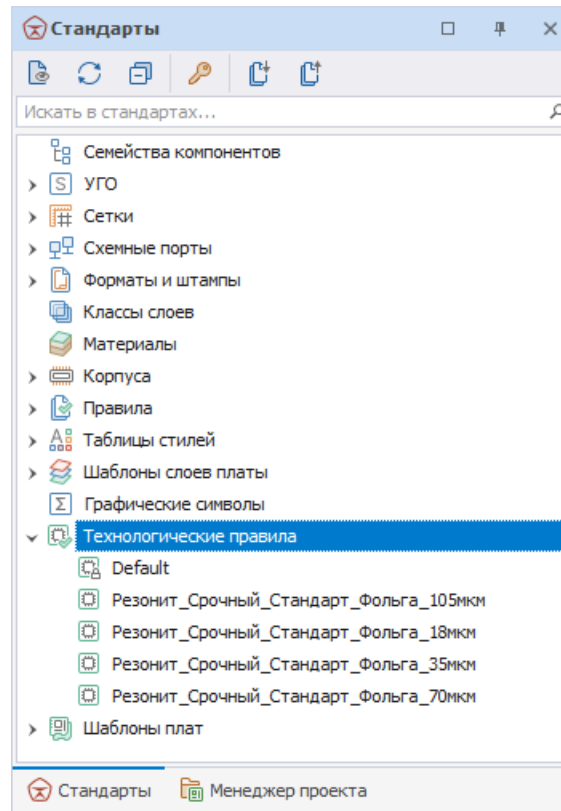 Стандарты
Искать в стандартах...
Семейства компонентов
S УГО
Сетки
Схемные порты
Форматы и штампы
Классы слоев
Материалы
Корпуса
Правила
Таблицы стилей
Шаблоны слоев платы
Σ Графические символы
Технологические правила
Default
Резонит_Срочный_Стандарт_Фольга_105мкм
Резонит_Срочный_Стандарт_Фольга_18мкм
Резонит_Срочный_Стандарт_Фольга_35мкм
Резонит_Срочный_Стандарт_Фольга_70мкм
Шаблоны плат
Стандарты Менеджер проекта